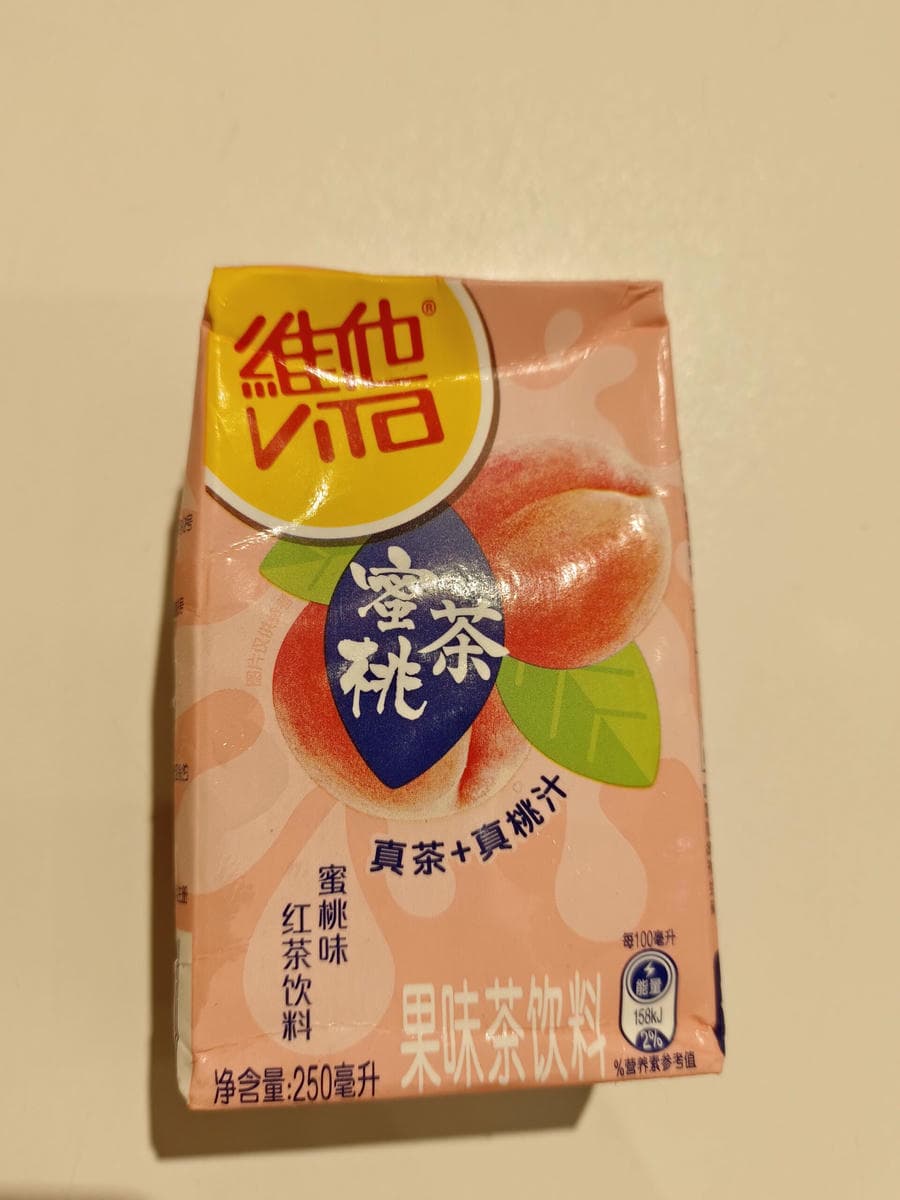 維他®
ViTa
蜜桃茶
真茶+真桃汁
蜜桃味
红茶饮料
果味茶饮料
净含量:250毫升
每100毫升
能量
158kJ
2%
%营养素参考值